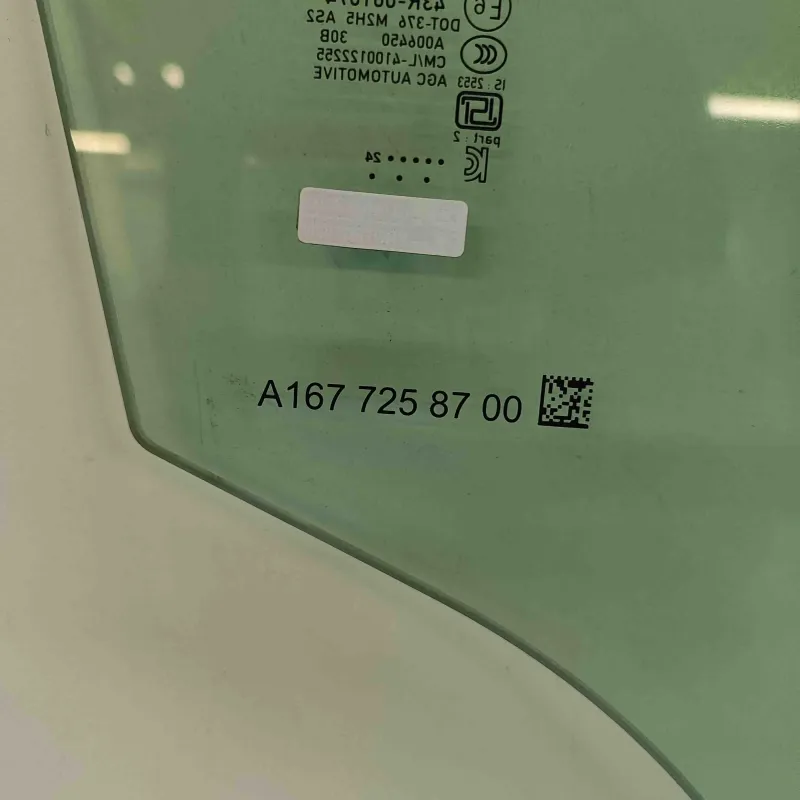 E6
DOT-376 M2H5 AS2
A006450 30B
CM/L-4100122255
AGC AUTOMOTIVE
IS: 2553
ISI
part : 2
24
A167 725 87 00